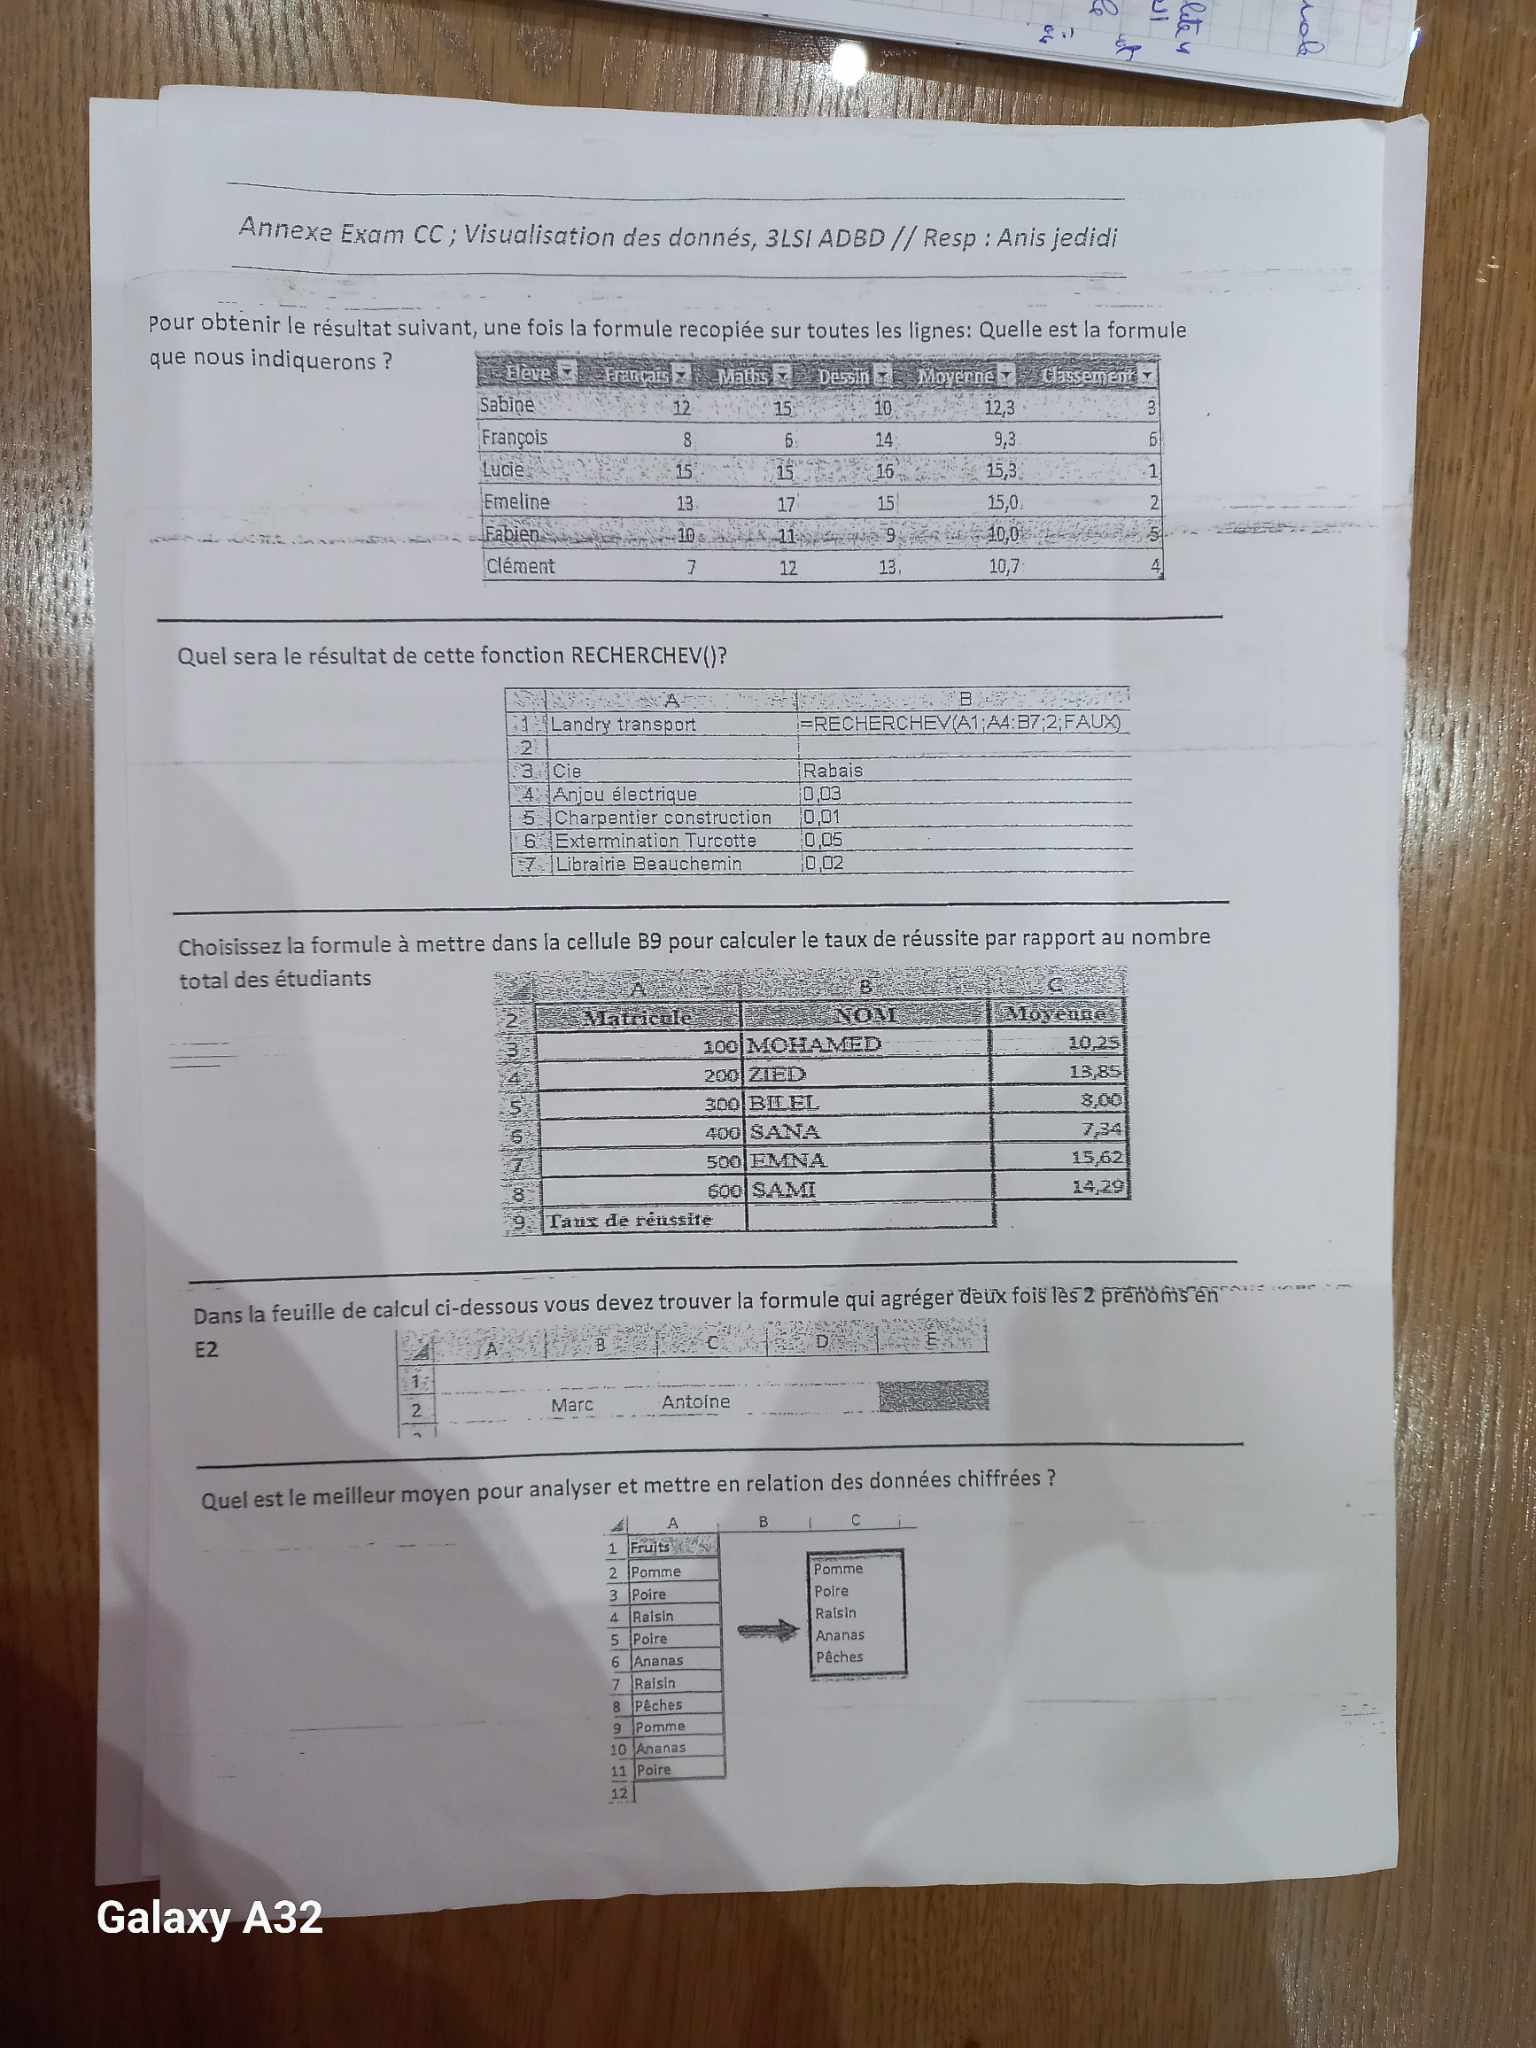 Annexe Exam CC ; Visualisation des donnés, 3LSI ADBD // Resp : Anis jedidi
Pour obtenir le résultat suivant, une fois la formule recopiée sur toutes les lignes: Quelle est la formule
que nous indiquerons ?
Elève Français Maths Dessin Moyenne Classement
Sabine 12 15 10 12,3 3
François 8 6 14 9,3 6
Lucie 15 15 16 15,3 1
Emeline 13 17 15 15,0 2
Fabien 10 11 9 10,0 5
Clément 7 12 13 10,7 4
Quel sera le résultat de cette fonction RECHERCHEV()?
A B
1 Landry transport =RECHERCHEV(A1;A4:B7;2;FAUX)
2
3 Cie Rabais
4 Anjou électrique 0,03
5 Charpentier construction 0,01
6 Extermination Turcotte 0,05
7 Librairie Beauchemin 0,02
Choisissez la formule à mettre dans la cellule B9 pour calculer le taux de réussite par rapport au nombre
total des étudiants
A B C
2 Matricule NOM Moyenne
3 100 MOHAMED 10,25
4 200 ZIED 13,85
5 300 BILEL 8,00
6 400 SANA 7,34
7 500 EMNA 15,62
8 600 SAMI 14,29
9 Taux de réussite
Dans la feuille de calcul ci-dessous vous devez trouver la formule qui agréger deux fois les 2 prénoms en
E2
A B C D E
1
2 Marc Antoine
Quel est le meilleur moyen pour analyser et mettre en relation des données chiffrées ?
A B C
1 Fruits
2 Pomme Pomme
3 Poire Poire
4 Raisin Raisin
5 Poire Ananas
6 Ananas Pêches
7 Raisin
8 Pêches
9 Pomme
10 Ananas
11 Poire
12
Galaxy A32